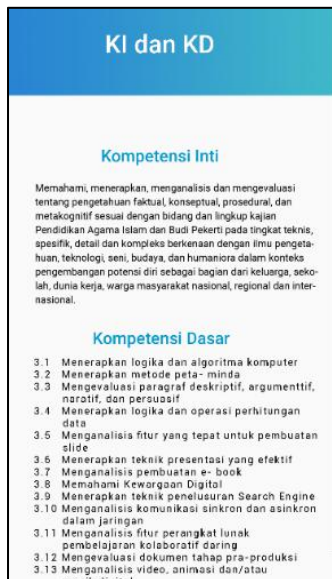 KI dan KD
Kompetensi Inti
Memahami, menerapkan, menganalisis dan mengevaluasi
tentang pengetahuan faktual, konseptual, prosedural, dan
metakognitif sesuai dengan bidang dan lingkup kajian
Pendidikan Agama Islam dan Budi Pekerti pada tingkat teknis,
spesifik, detail dan kompleks berkenaan dengan ilmu pengeta-
huan, teknologi, seni, budaya, dan humaniora dalam konteks
pengembangan potensi diri sebagai bagian dari keluarga, seko-
lah, dunia kerja, warga masyarakat nasional, regional dan inter-
nasional.
Kompetensi Dasar
3.1 Menerapkan logika dan algoritma komputer
3.2 Menerapkan metode peta- minda
3.3 Mengevaluasi paragraf deskriptif, argumenttif,
naratif, dan persuasif
3.4 Menerapkan logika dan operasi perhitungan
data
3.5 Menganalisis fitur yang tepat untuk pembuatan
slide
3.6 Menerapkan teknik presentasi yang efektif
3.7 Menganalisis pembuatan e- book
3.8 Memahami Kewargaan Digital
3.9 Menerapkan teknik penelusuran Search Engine
3.10 Menganalisis komunikasi sinkron dan asinkron
dalam jaringan
3.11 Menganalisis fitur perangkat lunak
pembelajaran kolaboratif daring
3.12 Mengevaluasi dokumen tahap pra-produksi
3.13 Menganalisis video, animasi dan/atau